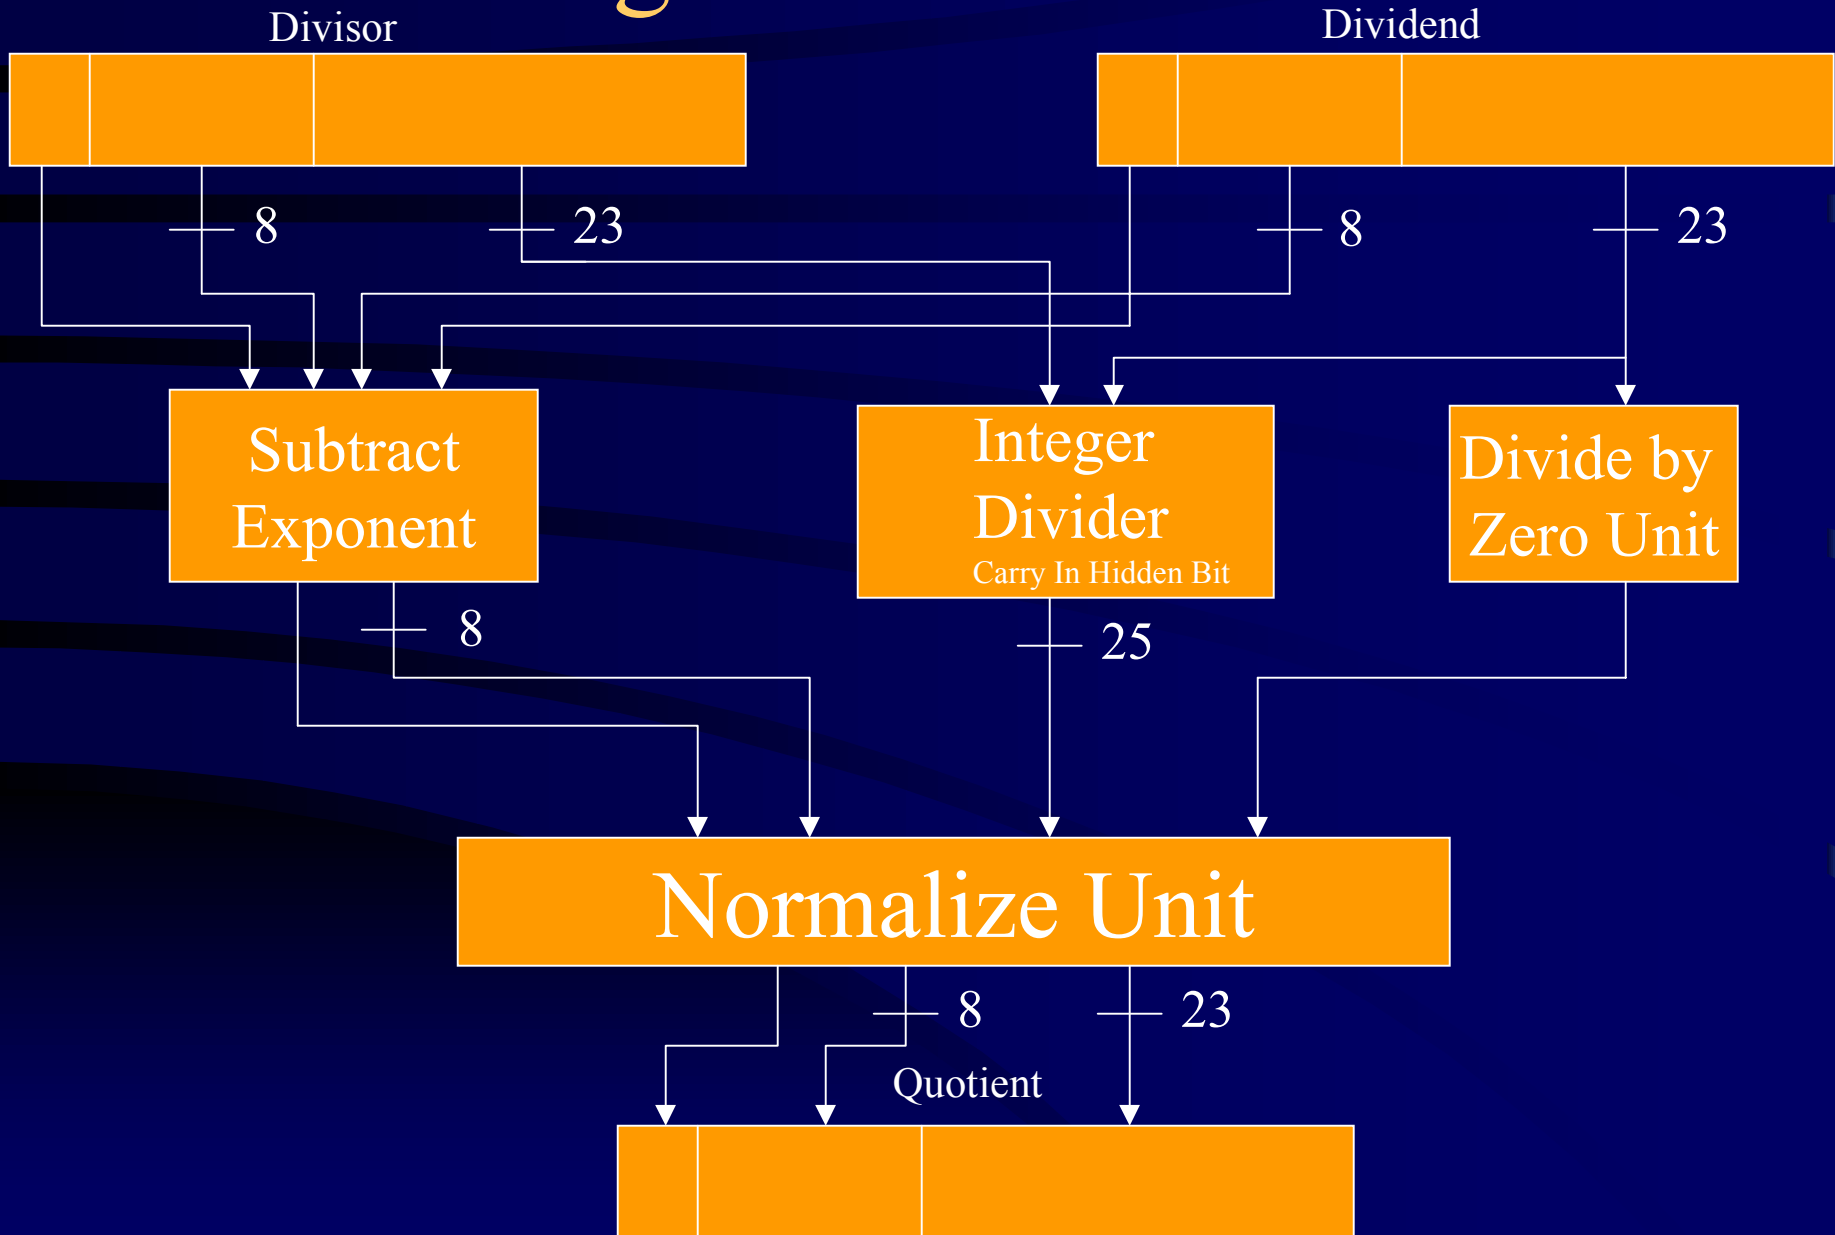 Divisor
Dividend
8
23
8
23
Subtract
Exponent
Integer
Divider
Carry In Hidden Bit
Divide by
Zero Unit
8
25
Normalize Unit
8
23
Quotient